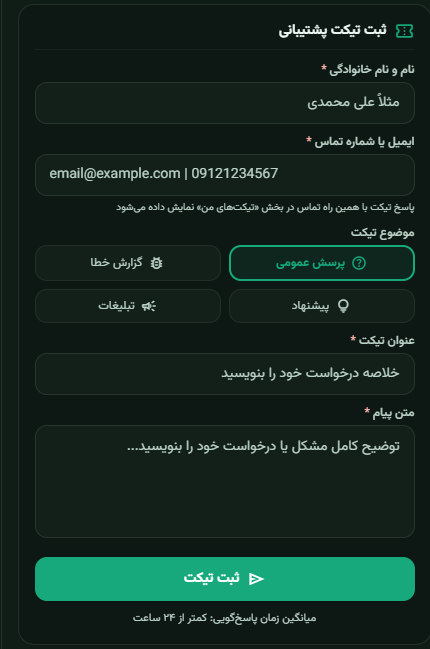 ثبت تیکت پشتیبانی
نام و نام خانوادگی *
مثلاً علی محمدی
ایمیل یا شماره تماس *
email@example.com | 09121234567
پاسخ تیکت با همین راه تماس در بخش «تیکت‌های من» نمایش داده می‌شود
موضوع تیکت
پرسش عمومی
گزارش خطا
پیشنهاد
تبلیغات
عنوان تیکت *
خلاصه درخواست خود را بنویسید
متن پیام *
توضیح کامل مشکل یا درخواست خود را بنویسید...
ثبت تیکت
میانگین زمان پاسخ‌گویی: کمتر از ۲۴ ساعت